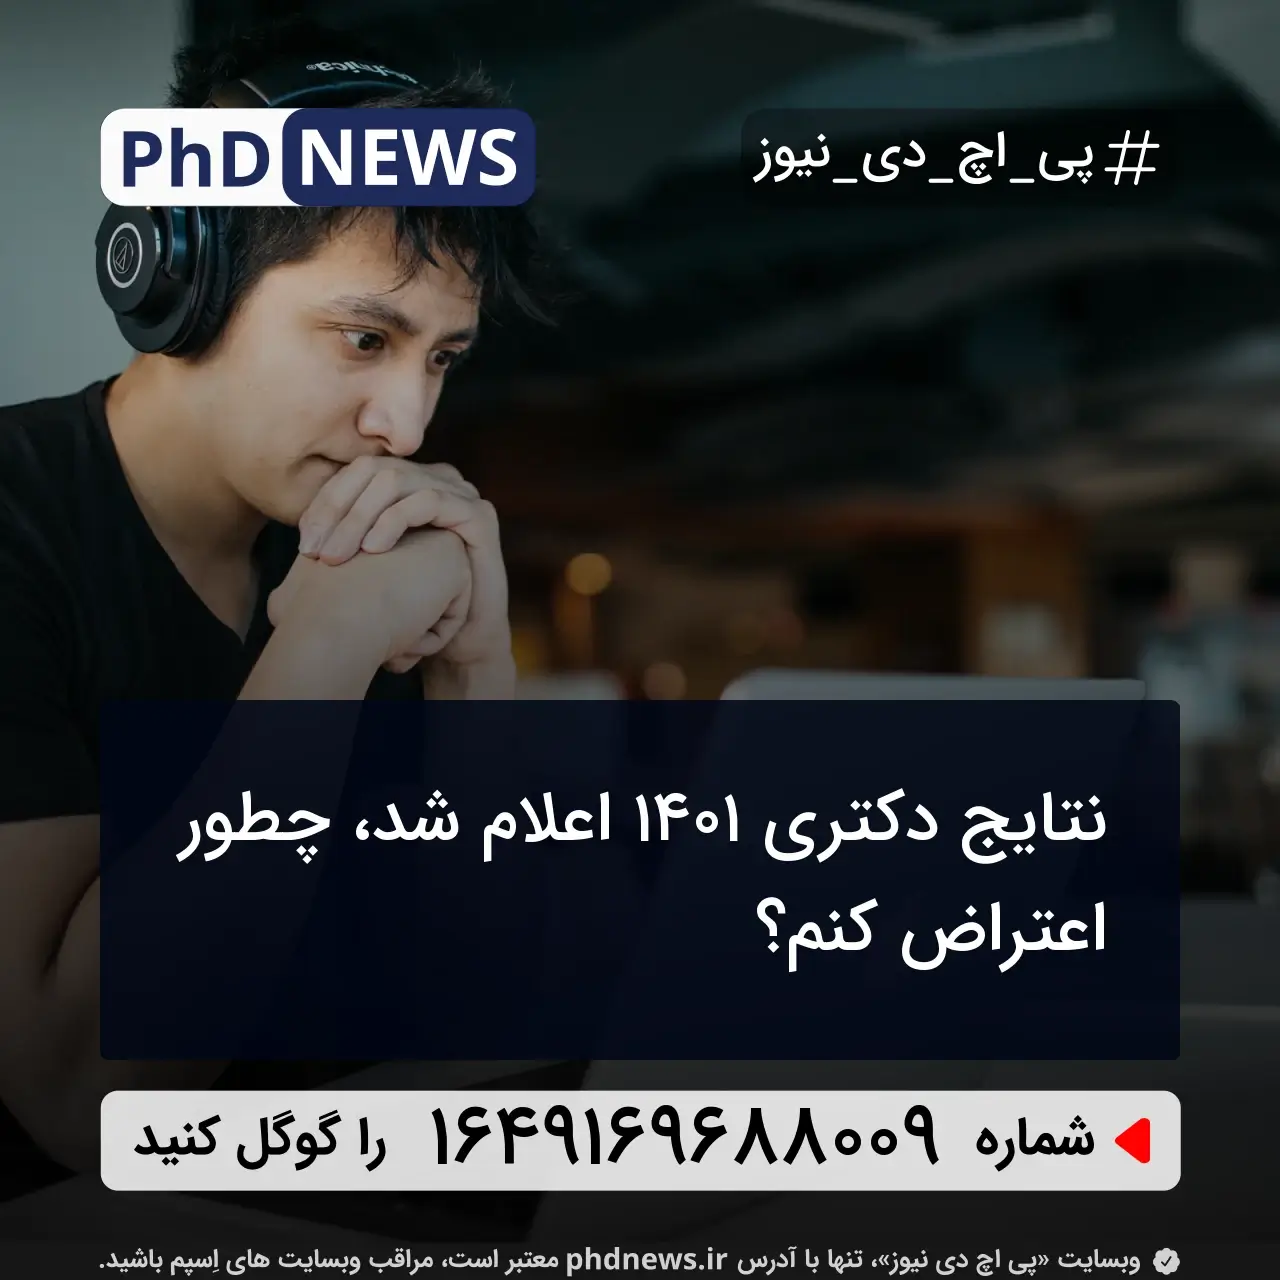 technica®
PhD NEWS
#پی_اچ_دی_نیوز
نتایج دکتری ۱۴۰۱ اعلام شد، چطور
اعتراض کنم؟
شماره ۱۶۴۹۱۶۹۶۸۸۰۰۹ را گوگل کنید
وبسایت «پی اچ دی نیوز»، تنها با آدرس phdnews.ir معتبر است، مراقب وبسایت های اِسپم باشید.